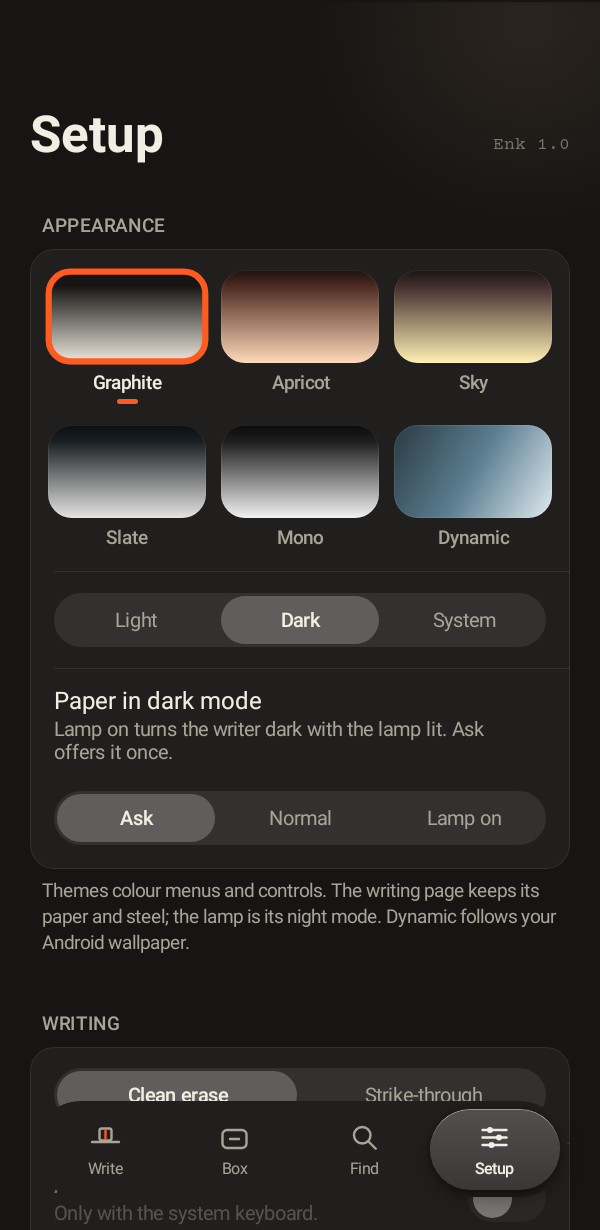 Setup
Enk 1.0
APPEARANCE
Graphite
Apricot
Sky
Slate
Mono
Dynamic
Light
Dark
System
Paper in dark mode
Lamp on turns the writer dark with the lamp lit. Ask
offers it once.
Ask
Normal
Lamp on
Themes colour menus and controls. The writing page keeps its
paper and steel; the lamp is its night mode. Dynamic follows your
Android wallpaper.
WRITING
Clean erase
Strike-through
Write
Box
Find
Setup
Only with the system keyboard.